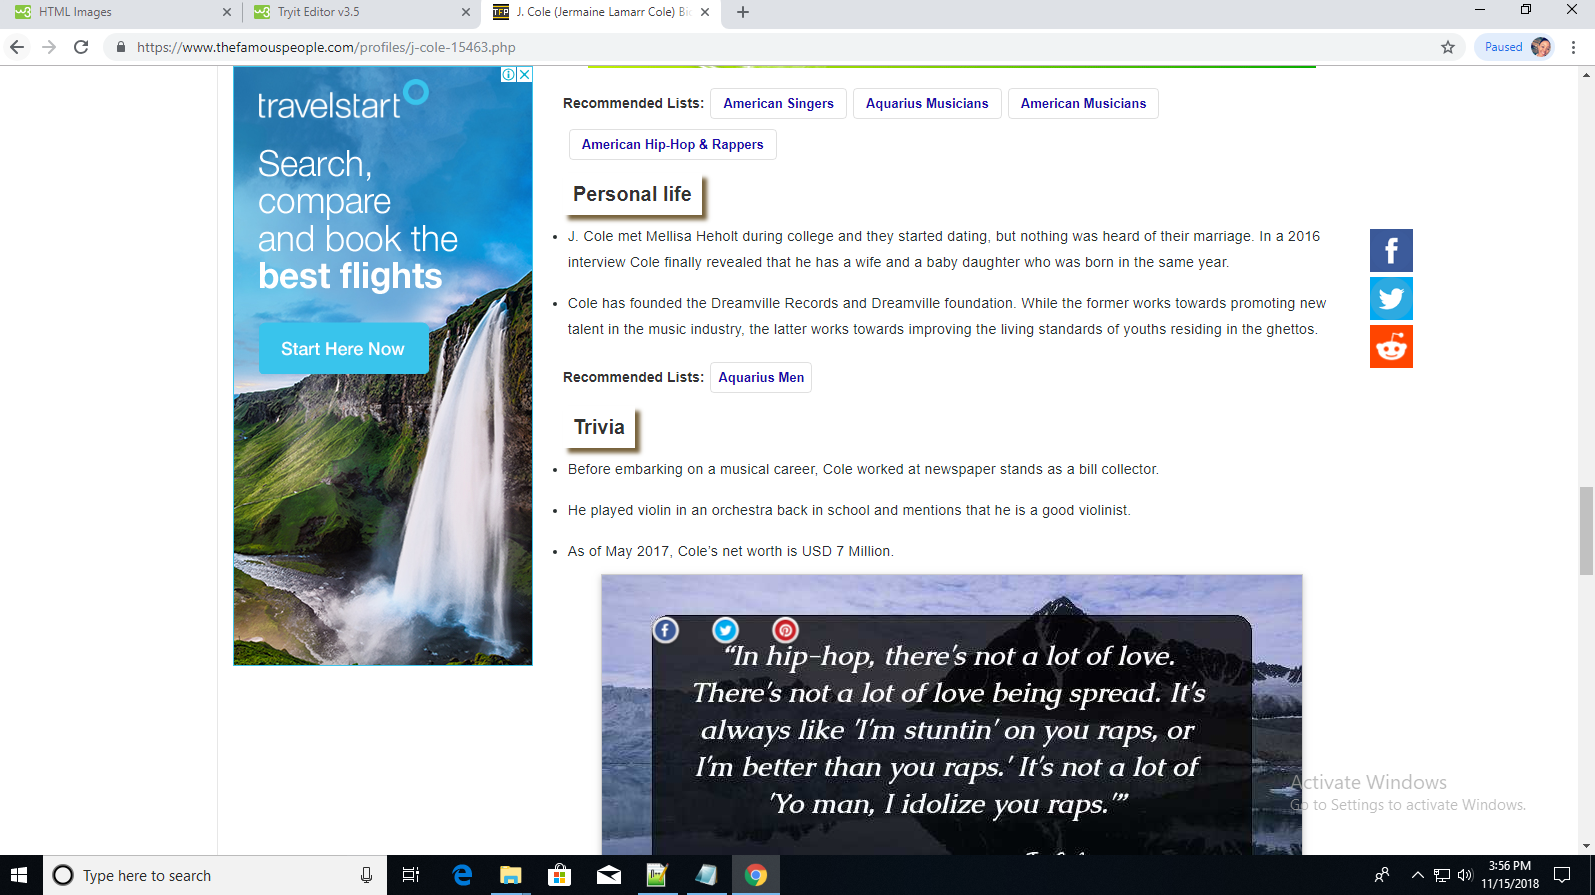 HTML Images
Tryit Editor v3.5
J. Cole (Jermaine Lamarr Cole) Bi
https://www.thefamouspeople.com/profiles/j-cole-15463.php
Paused
travelstart
Search,
compare
and book the
best flights
Start Here Now
Recommended Lists: American Singers Aquarius Musicians American Musicians
American Hip-Hop & Rappers
Personal life
• J. Cole met Mellisa Heholt during college and they started dating, but nothing was heard of their marriage. In a 2016
interview Cole finally revealed that he has a wife and a baby daughter who was born in the same year.
• Cole has founded the Dreamville Records and Dreamville foundation. While the former works towards promoting new
talent in the music industry, the latter works towards improving the living standards of youths residing in the ghettos.
Recommended Lists: Aquarius Men
Trivia
• Before embarking on a musical career, Cole worked at newspaper stands as a bill collector.
• He played violin in an orchestra back in school and mentions that he is a good violinist.
• As of May 2017, Cole’s net worth is USD 7 Million.
“In hip-hop, there's not a lot of love.
There's not a lot of love being spread. It's
always like 'I'm stuntin' on you raps, or
I'm better than you raps.' It's not a lot of
'Yo man, I idolize you raps.'”
Activate Windows
Go to Settings to activate Windows.
Type here to search
3:56 PM
11/15/2018